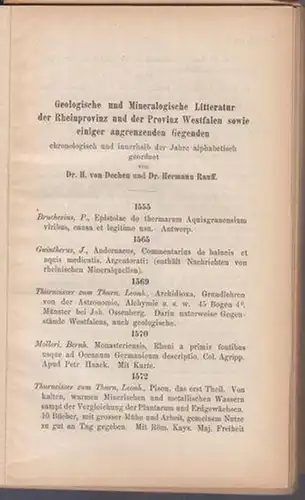 Geologische und Mineralogische Litteratur
der Rheinprovinz und der Provinz Westfalen sowie
einiger angrenzenden Gegenden
chronologisch und innerhalb der Jahre alphabetisch
geordnet
von
Dr. H. von Dechen und Dr. Hermann Rauff.
1555
Bruchesius, P., Epistolae de thermarum Aquisgranensium
viribus, causa et legitimo usu. Antwerp.
1565
Guintherus, J., Andornacus, Commentarius de balneis et
aquis medicatis. Argentorati: (enthält Nachrichten von
rheinischen Mineralquellen).
1569
Thurneisser zum Thurn, Leonh., Archidoxa, Grundlehren
von der Astronomie, Alchymie u. s. w. 45 Bogen 4º.
Münster bei Joh. Ossenberg. Darin unterweise Gegen-
stände Westfalens, auch geologische.
1570
Molleri, Bernh. Monasteriensis, Rheni a primis fontibus
usque ad Oceanum Germanicum descriptio. Col. Agripp.
Apud Petr. Haack. Mit Karte.
1572
Thurneisser zum Thurn, Leonh., Pison, das erst Theil. Von
kalten, warmen Minerischen und metallischen Wassern
sampt der Vergleichung der Plantarum und Erdgewächsen.
10 Bücher, mit grosser Mühe und Arbeit, gemeinem Nutze
zu gut an Tag gegeben. Mit Röm. Kays. Maj. Freiheit